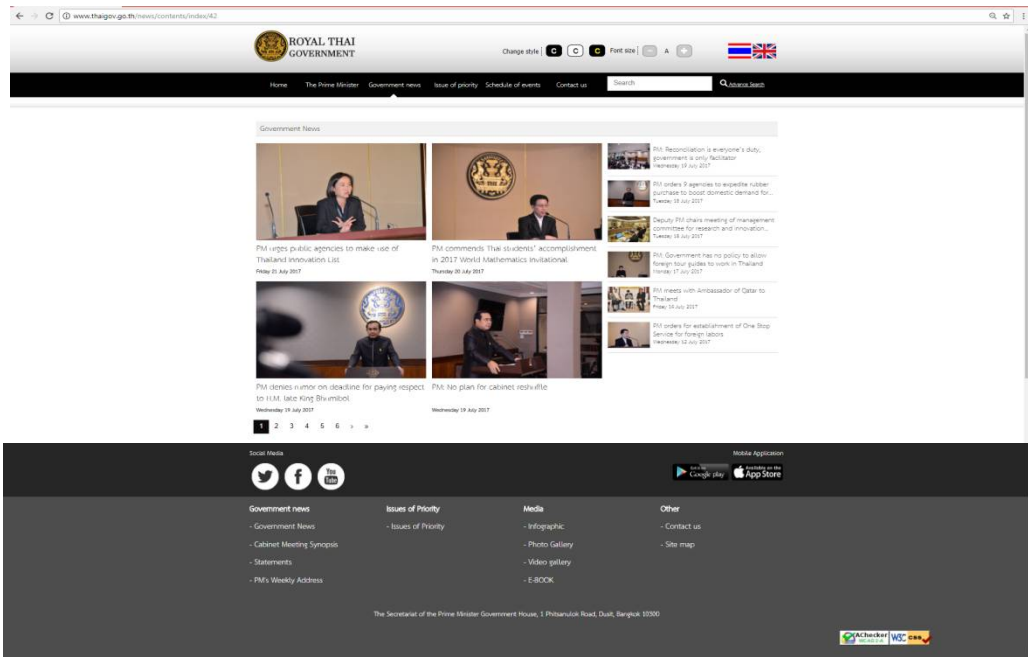 www.thaigov.go.th/news/contents/index/42
ROYAL THAI
GOVERNMENT
Change style | C C C Font size | - A +
Home The Prime Minister Government news Issue of priority Schedule of events Contact us Search Advance Search
Government News
PM urges public agencies to make use of
Thailand Innovation List
Friday 21 July 2017
PM commends Thai students' accomplishment
in 2017 World Mathematics Invitational
Thursday 20 July 2017
PM denies rumor on deadline for paying respect
to H.M. late King Bhumibol
Wednesday 19 July 2017
PM: No plan for cabinet reshuffle
Wednesday 19 July 2017
PM: Reconciliation is everyone's duty,
government is only facilitator
Wednesday 19 July 2017
PM orders 9 agencies to expedite rubber
purchase to boost domestic demand for...
Tuesday 18 July 2017
Deputy PM chairs meeting of management
committee for research and innovation...
Tuesday 18 July 2017
PM: Government has no policy to allow
foreign tour guides to work in Thailand
Monday 17 July 2017
PM meets with Ambassador of Qatar to
Thailand
Friday 14 July 2017
PM orders for establishment of One Stop
Service for foreign labors
Wednesday 12 July 2017
1 2 3 4 5 6 › »
Social Media
You
Tube
Mobile Application
Google play
Available on the
App Store
Government news
- Government News
- Cabinet Meeting Synopsis
- Statements
- PM's Weekly Address
Issues of Priority
- Issues of Priority
Media
- Infographic
- Photo Gallery
- Video gallery
- E-BOOK
Other
- Contact us
- Site map
The Secretariat of the Prime Minister Government House, 1 Phitsanulok Road, Dusit, Bangkok 10300
AChecker
W3C css